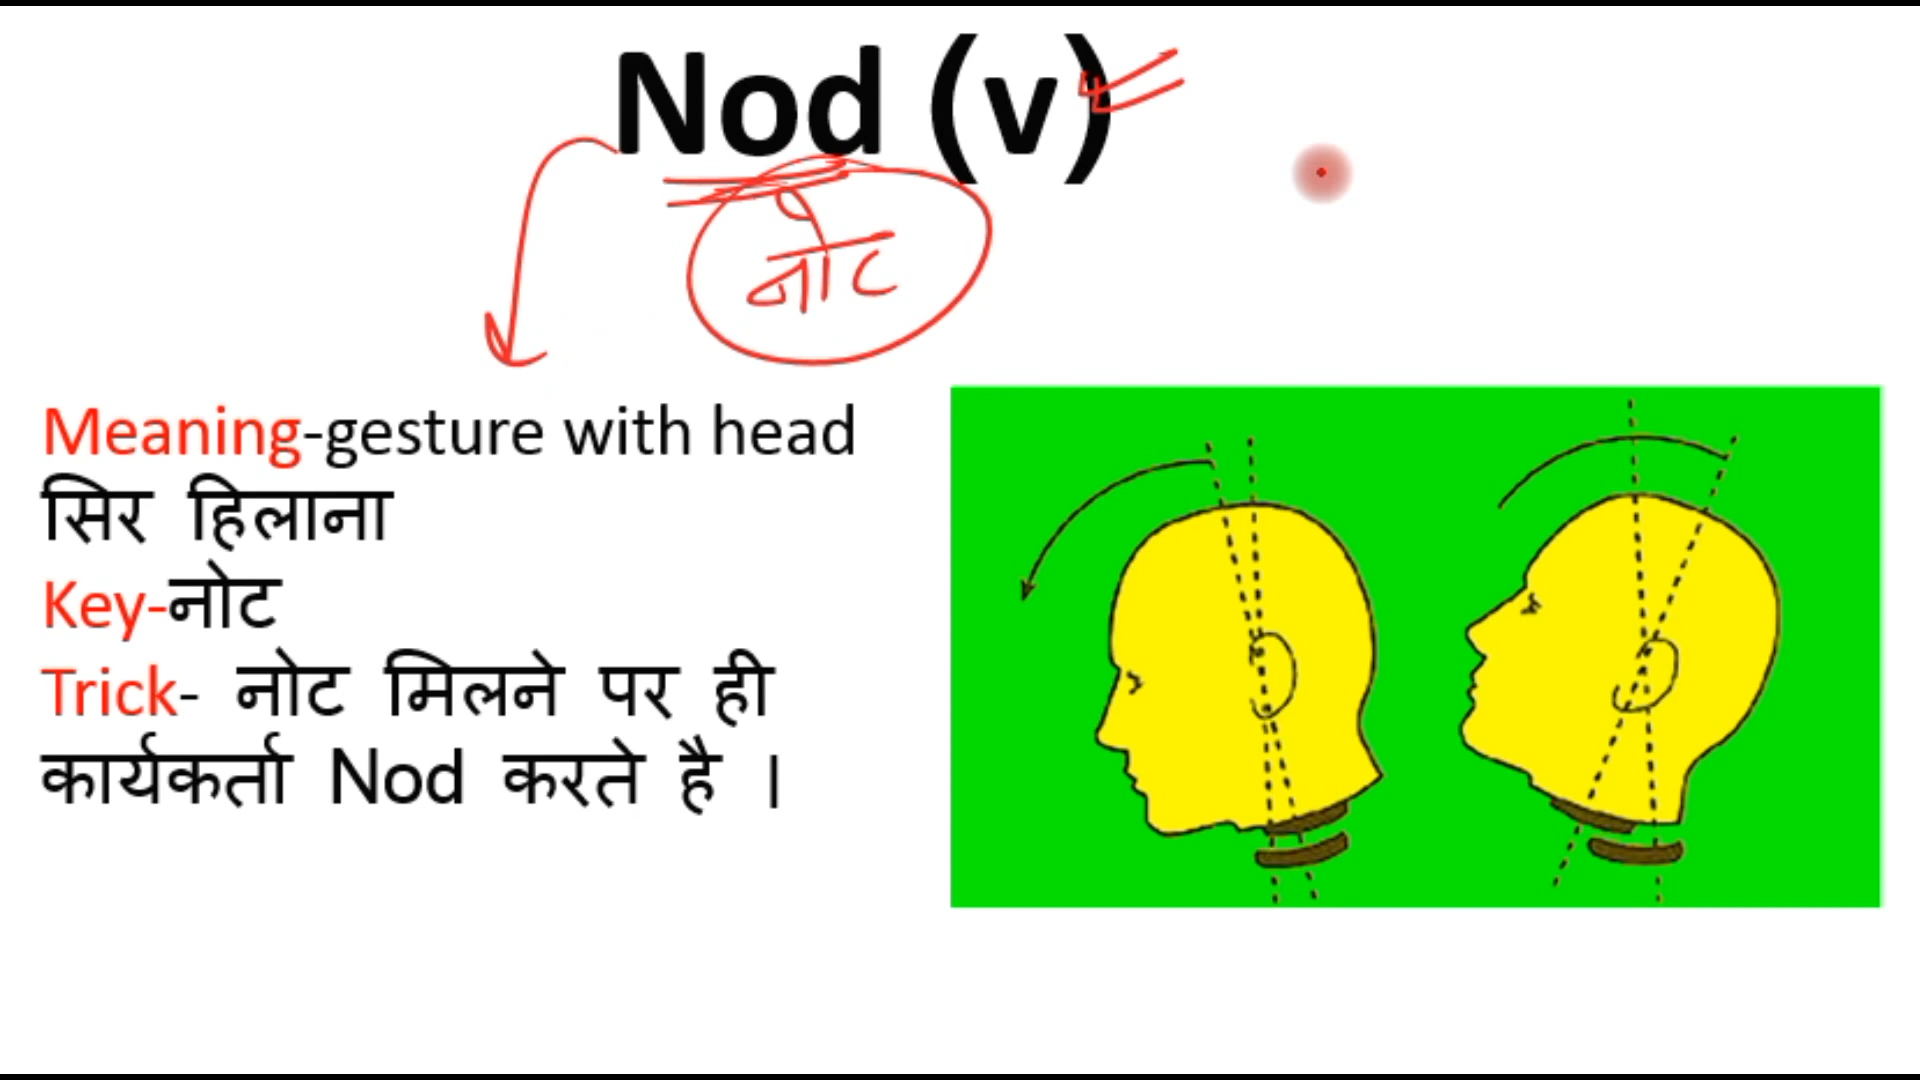 Nod (v)
नोट
Meaning-gesture with head
सिर हिलाना
Key-नोट
Trick- नोट मिलने पर ही
कार्यकर्ता Nod करते है ।